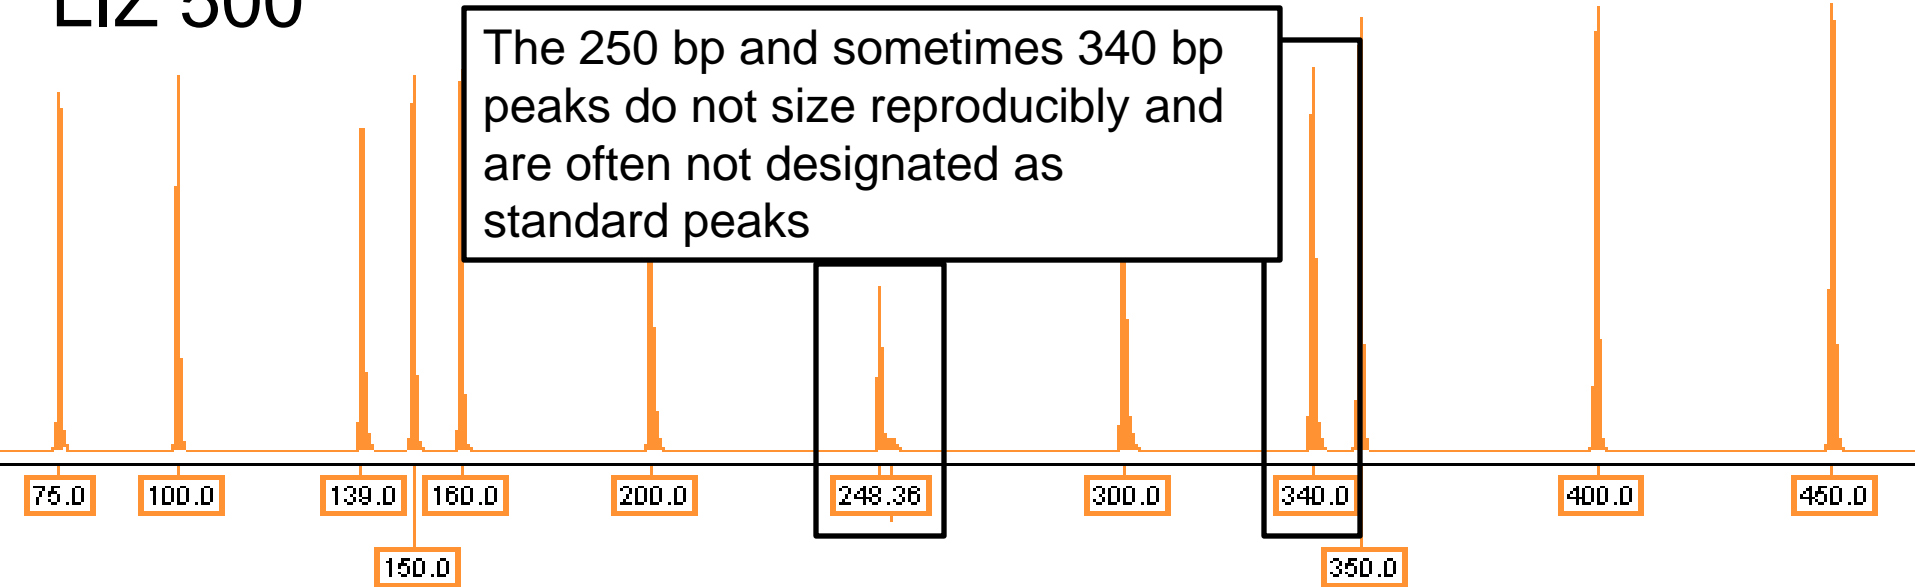 LIZ 500
The 250 bp and sometimes 340 bp
peaks do not size reproducibly and
are often not designated as
standard peaks
75.0 100.0 139.0 160.0 200.0 248.36 300.0 340.0 400.0 450.0
150.0 350.0